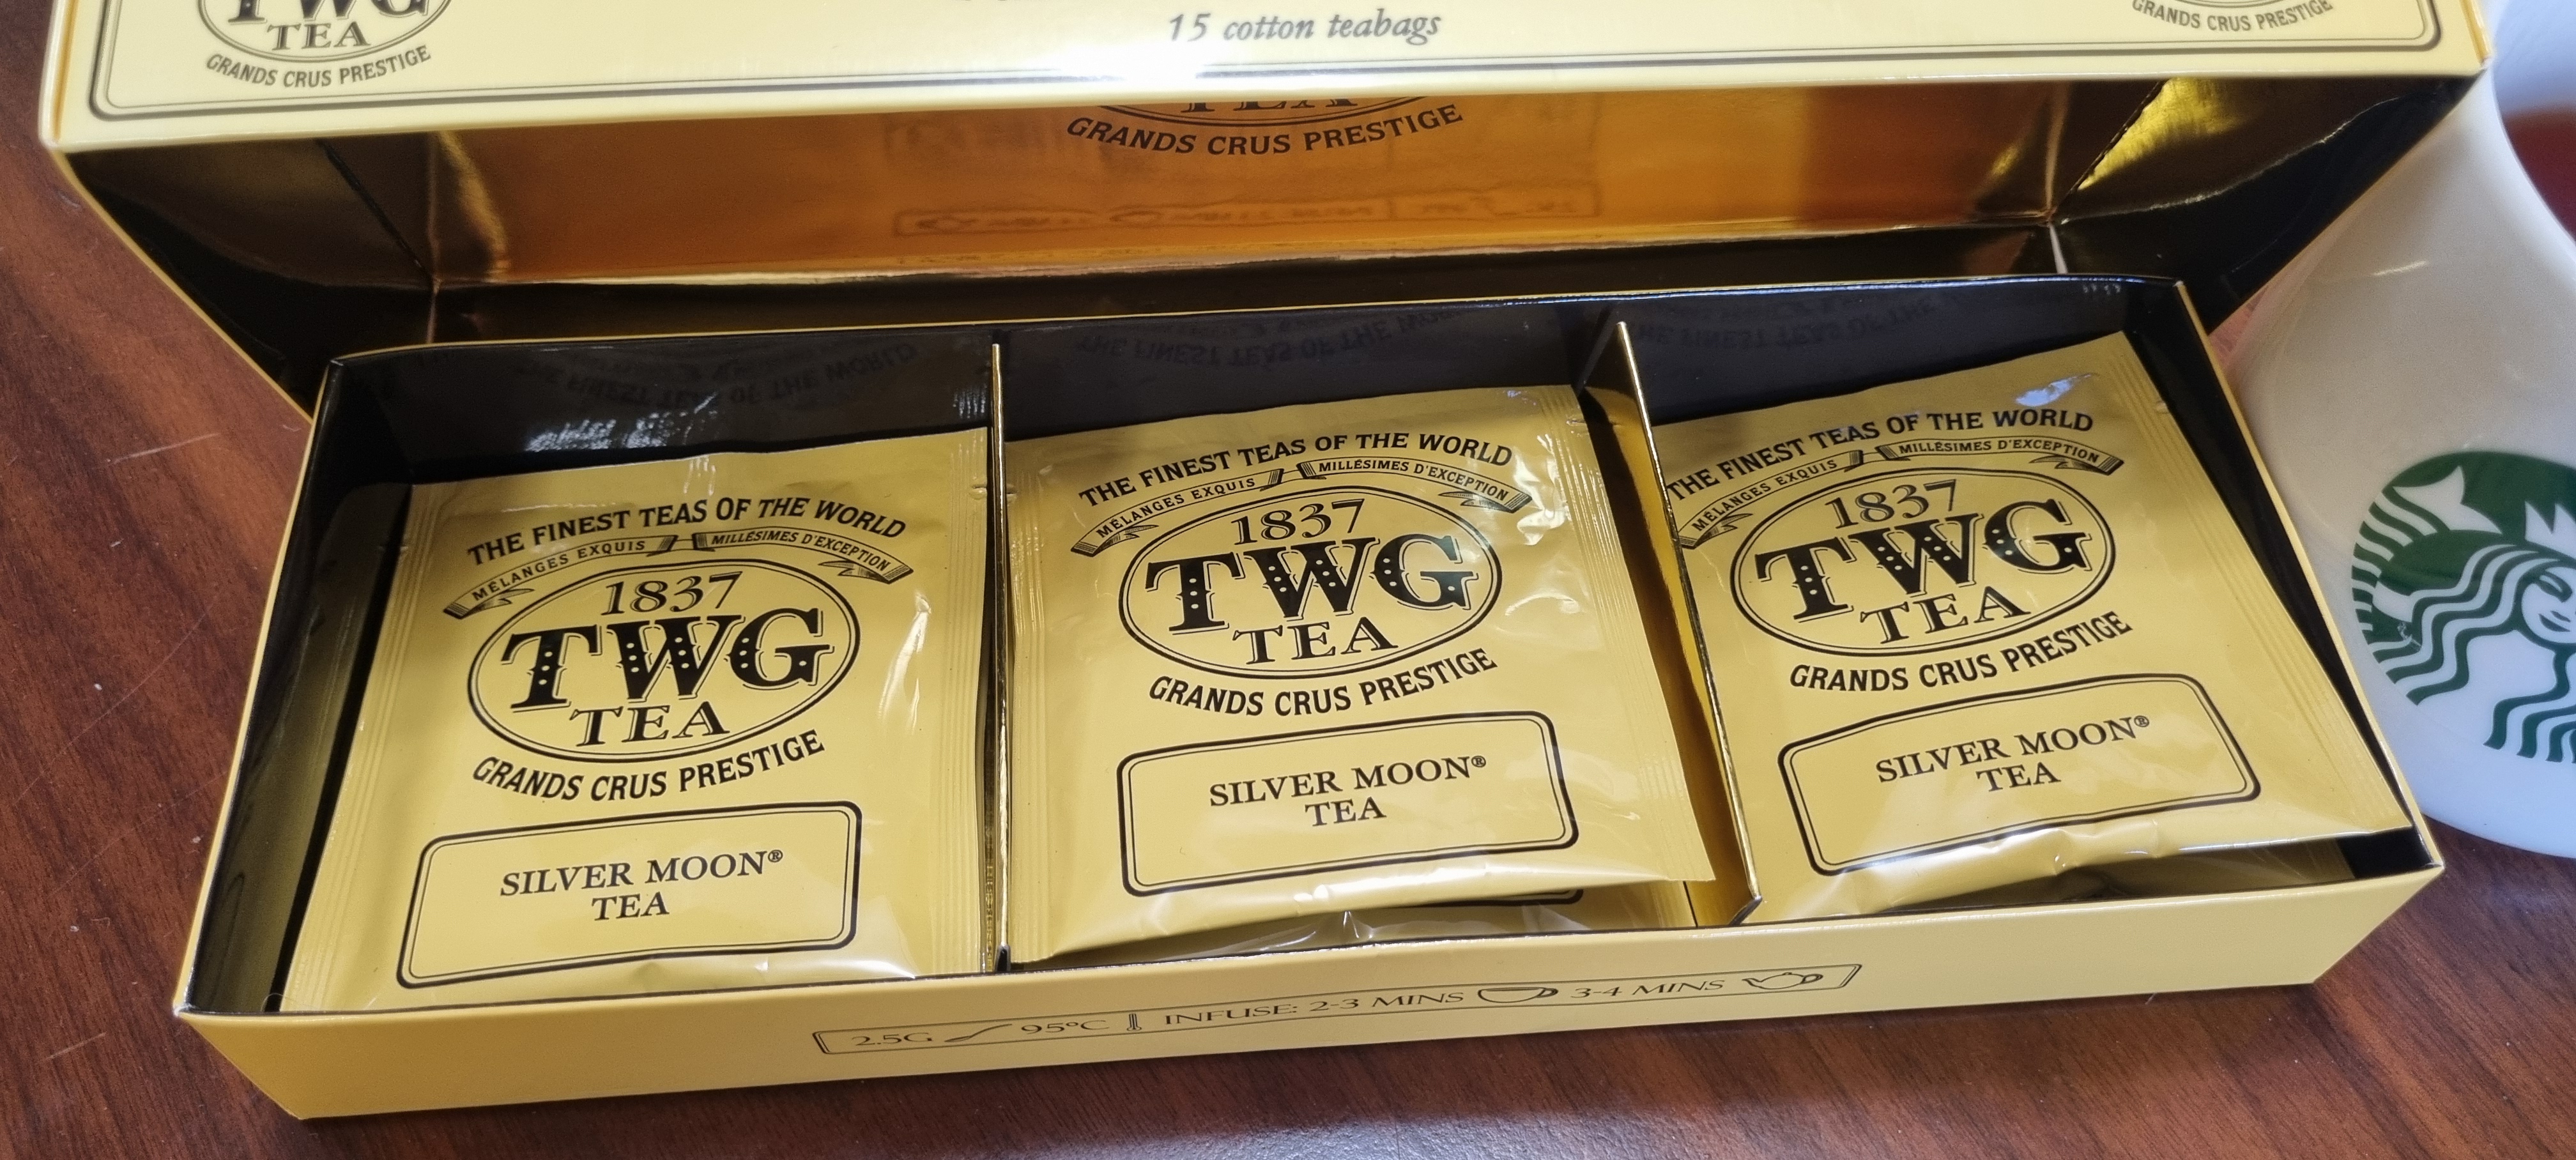 TWG
TEA
GRANDS CRUS PRESTIGE
15 cotton teabags
GRANDS CRUS PRESTIGE
TEA
GRANDS CRUS PRESTIGE
THE FINEST TEAS OF THE WORLD
MÉLANGES EXQUIS MILLÉSIMES D'EXCEPTION
1837
TWG
TEA
GRANDS CRUS PRESTIGE
SILVER MOON®
TEA
THE FINEST TEAS OF THE WORLD
MÉLANGES EXQUIS MILLÉSIMES D'EXCEPTION
1837
TWG
TEA
GRANDS CRUS PRESTIGE
SILVER MOON®
TEA
THE FINEST TEAS OF THE WORLD
MÉLANGES EXQUIS MILLÉSIMES D'EXCEPTION
1837
TWG
TEA
GRANDS CRUS PRESTIGE
SILVER MOON®
TEA
2.5G 95°C INFUSE: 2-3 MINS 3-4 MINS